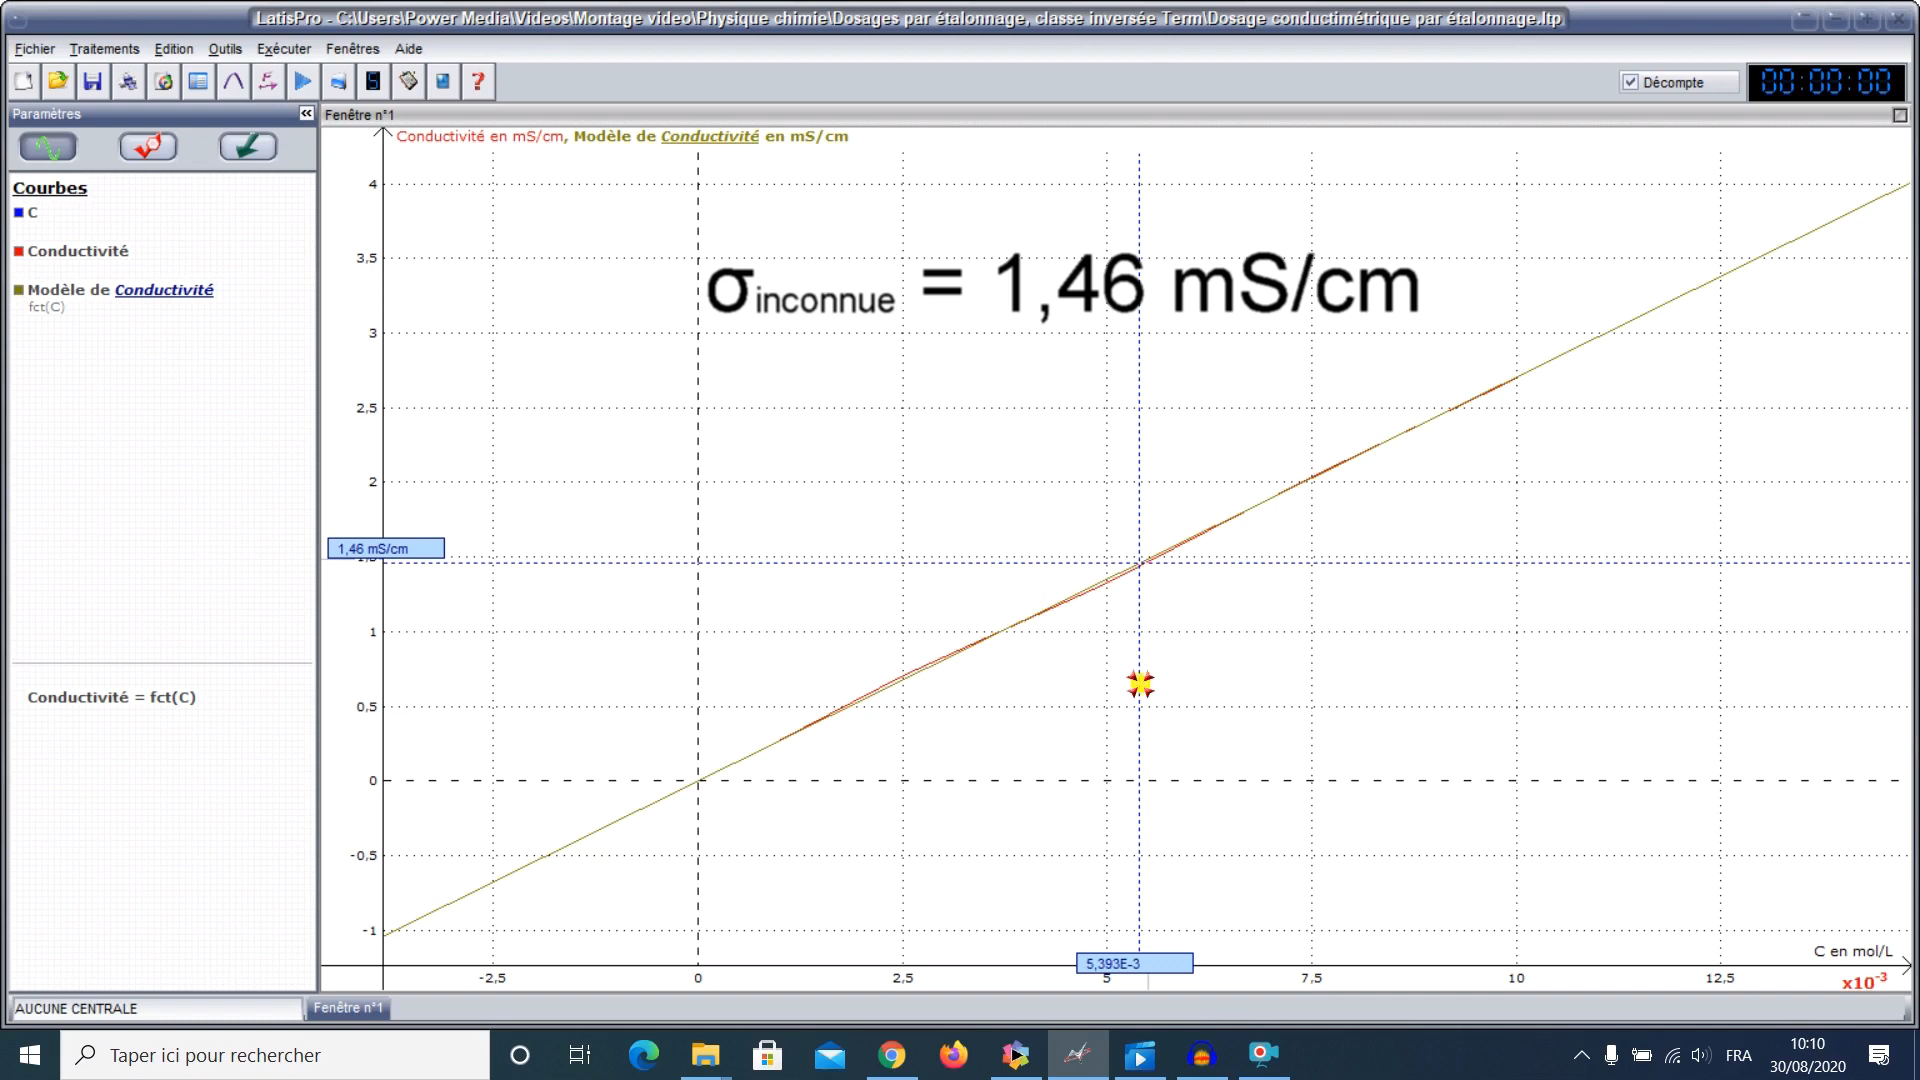 LatisPro - C:\Users\Power Media\Videos\Montage video\Physique chimie\Dosages par étalonnage, classe inversée Term\Dosage conductimétrique par étalonnage.ltp
Fichier Traitements Edition Outils Exécuter Fenêtres Aide
Décompte 00:00:00
Paramètres «
Fenêtre n°1
Conductivité en mS/cm, Modèle de Conductivité en mS/cm
Courbes
C
Conductivité
Modèle de Conductivité
fct(C)
Conductivité = fct(C)
σinconnue = 1,46 mS/cm
4
3,5
3
2,5
2
1,46 mS/cm
1
0,5
0
-0,5
-1
C en mol/L
5,393E-3
-2,5 0 2,5 5 7,5 10 12,5
x10-3
AUCUNE CENTRALE Fenêtre n°1
Taper ici pour rechercher
FRA
10:10
30/08/2020